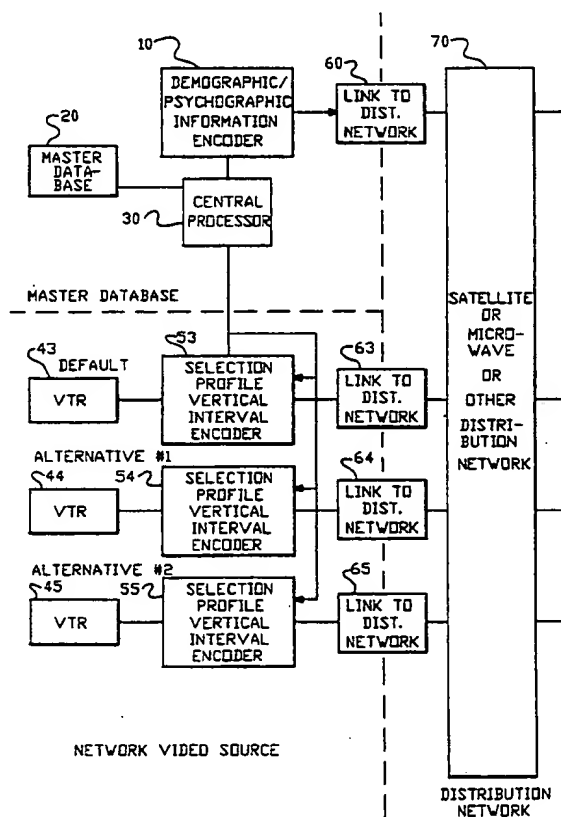 10
60
70
DEMOGRAPHIC/
PSYCHOGRAPHIC
INFORMATION
ENCODER
LINK TO
DIST.
NETWORK
20
MASTER
DATA-
BASE
30
CENTRAL
PROCESSOR
MASTER DATABASE
SATELLITE
OR
MICRO-
WAVE
OR
OTHER
DISTRI-
BUTION
NETWORK
43
DEFAULT
VTR
53
SELECTION
PROFILE
VERTICAL
INTERVAL
ENCODER
63
LINK TO
DIST.
NETWORK
ALTERNATIVE #1
44
VTR
54
SELECTION
PROFILE
VERTICAL
INTERVAL
ENCODER
64
LINK TO
DIST.
NETWORK
ALTERNATIVE #2
45
VTR
55
SELECTION
PROFILE
VERTICAL
INTERVAL
ENCODER
65
LINK TO
DIST.
NETWORK
NETWORK VIDEO SOURCE
DISTRIBUTION
NETWORK